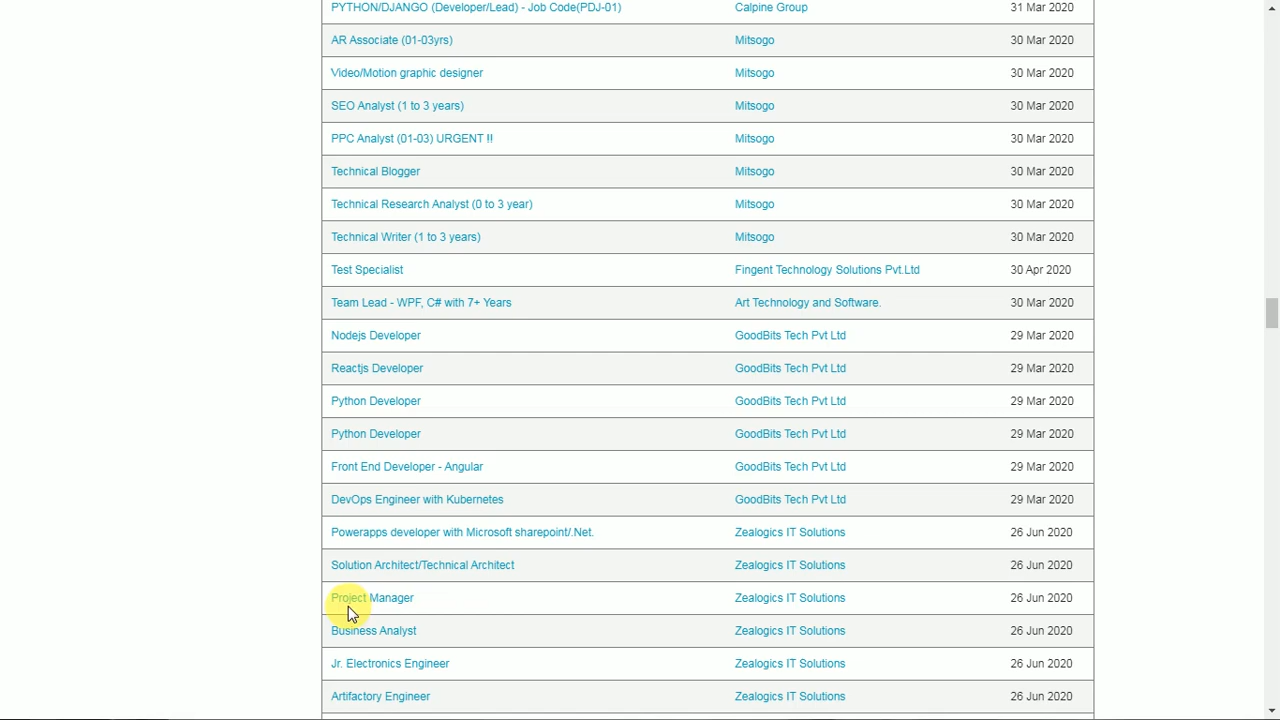 PYTHON/DJANGO (Developer/Lead) - Job Code(PDJ-01) Calpine Group 31 Mar 2020
AR Associate (01-03yrs) Mitsogo 30 Mar 2020
Video/Motion graphic designer Mitsogo 30 Mar 2020
SEO Analyst (1 to 3 years) Mitsogo 30 Mar 2020
PPC Analyst (01-03) URGENT !! Mitsogo 30 Mar 2020
Technical Blogger Mitsogo 30 Mar 2020
Technical Research Analyst (0 to 3 year) Mitsogo 30 Mar 2020
Technical Writer (1 to 3 years) Mitsogo 30 Mar 2020
Test Specialist Fingent Technology Solutions Pvt.Ltd 30 Apr 2020
Team Lead - WPF, C# with 7+ Years Art Technology and Software. 30 Mar 2020
Nodejs Developer GoodBits Tech Pvt Ltd 29 Mar 2020
Reactjs Developer GoodBits Tech Pvt Ltd 29 Mar 2020
Python Developer GoodBits Tech Pvt Ltd 29 Mar 2020
Python Developer GoodBits Tech Pvt Ltd 29 Mar 2020
Front End Developer - Angular GoodBits Tech Pvt Ltd 29 Mar 2020
DevOps Engineer with Kubernetes GoodBits Tech Pvt Ltd 29 Mar 2020
Powerapps developer with Microsoft sharepoint/.Net. Zealogics IT Solutions 26 Jun 2020
Solution Architect/Technical Architect Zealogics IT Solutions 26 Jun 2020
Project Manager Zealogics IT Solutions 26 Jun 2020
Business Analyst Zealogics IT Solutions 26 Jun 2020
Jr. Electronics Engineer Zealogics IT Solutions 26 Jun 2020
Artifactory Engineer Zealogics IT Solutions 26 Jun 2020